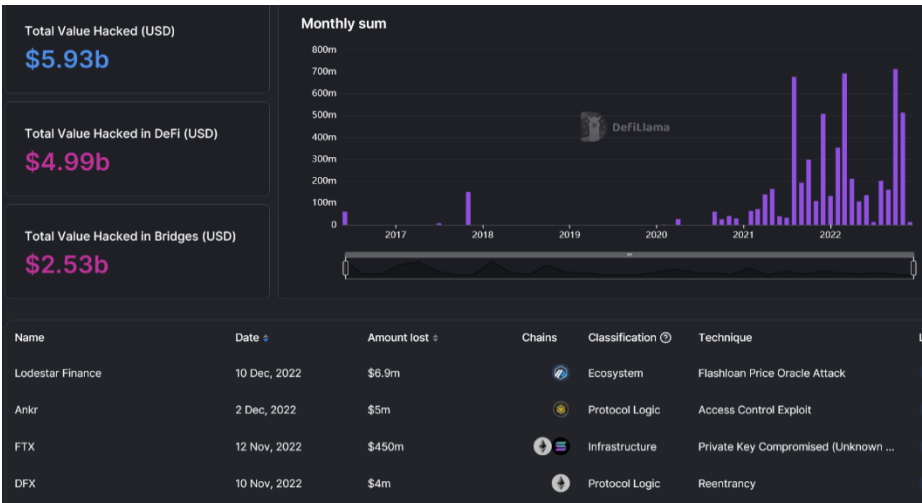 Total Value Hacked (USD)
$5.93b
Total Value Hacked in DeFi (USD)
$4.99b
Total Value Hacked in Bridges (USD)
$2.53b
Monthly sum
800m
700m
600m
500m
400m
300m
200m
100m
0
2017 2018 2019 2020 2021 2022
DefiLlama
Name Date Amount lost Chains Classification Technique L
Lodestar Finance 10 Dec, 2022 $6.9m Ecosystem Flashloan Price Oracle Attack
Ankr 2 Dec, 2022 $5m Protocol Logic Access Control Exploit
FTX 12 Nov, 2022 $450m Infrastructure Private Key Compromised (Unknown ...
DFX 10 Nov, 2022 $4m Protocol Logic Reentrancy